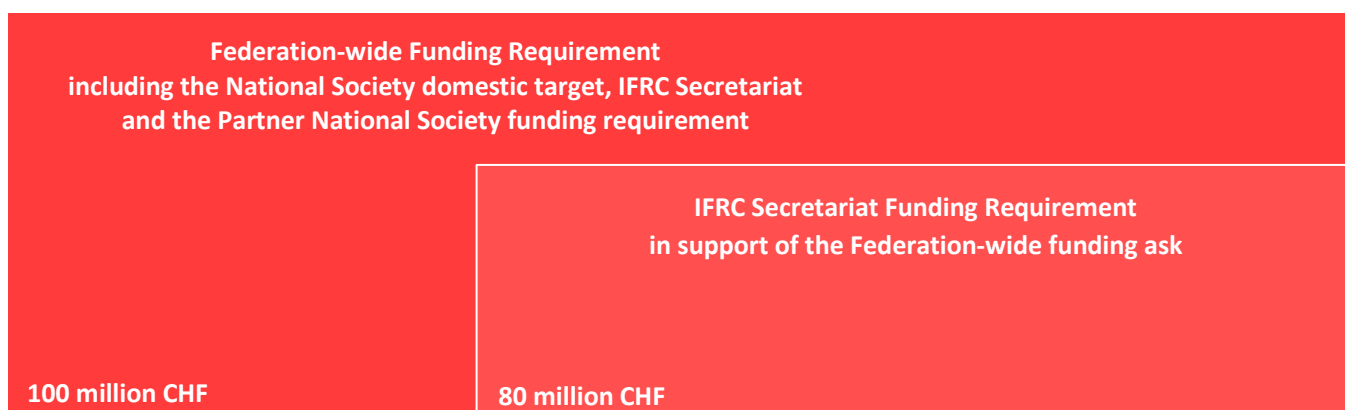 Federation-wide Funding Requirement
including the National Society domestic target, IFRC Secretariat
and the Partner National Society funding requirement
IFRC Secretariat Funding Requirement
in support of the Federation-wide funding ask
100 million CHF
80 million CHF